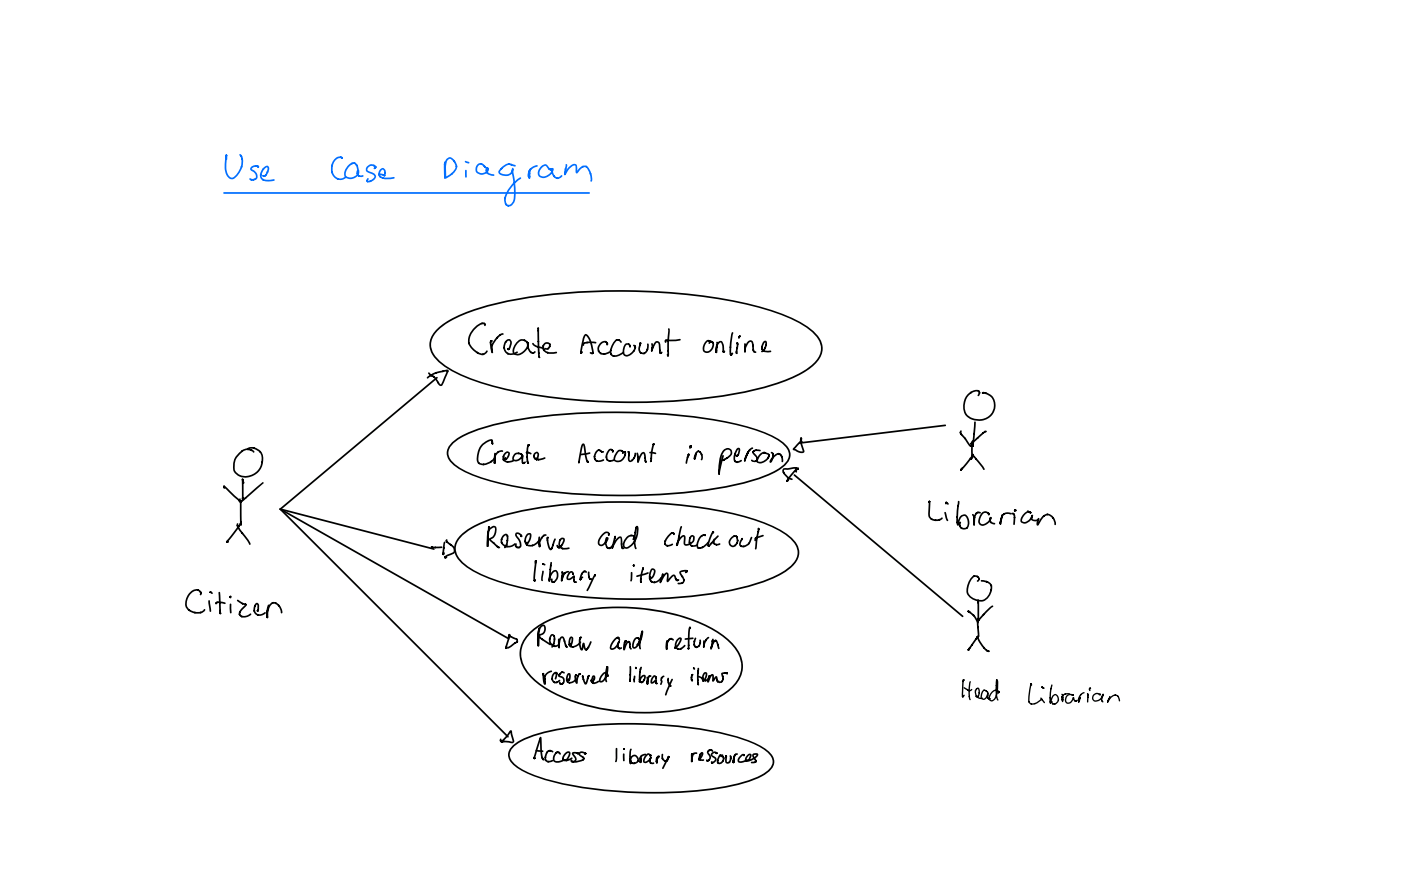 Use Case Diagram
Create Account online
Create Account in person
Reserve and check out
library items
Renew and return
reserved library items
Access library ressources
Citizen
Librarian
Head Librarian